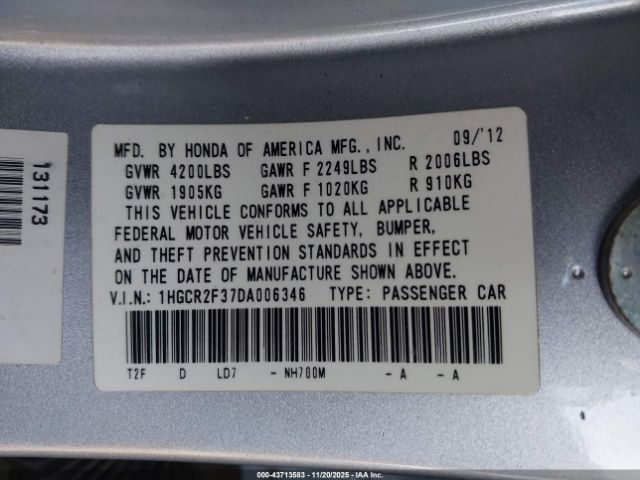 MFD. BY HONDA OF AMERICA MFG., INC. 09/'12
GVWR 4200LBS GAWR F 2249LBS R 2006LBS
GVWR 1905KG GAWR F 1020KG R 910KG
THIS VEHICLE CONFORMS TO ALL APPLICABLE
FEDERAL MOTOR VEHICLE SAFETY, BUMPER,
AND THEFT PREVENTION STANDARDS IN EFFECT
ON THE DATE OF MANUFACTURE SHOWN ABOVE.
V.I.N.: 1HGCR2F37DA006346 TYPE: PASSENGER CAR
T2F D LD7 - NH700M - A - A
131173
000-43713583 - 11/20/2025 - IAA Inc.